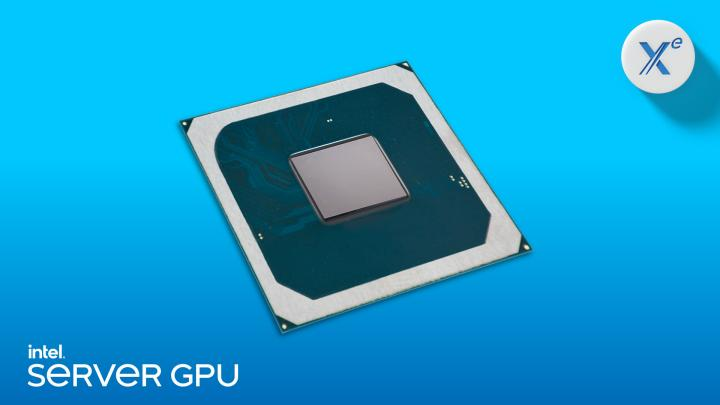 Xe
intel.
SERVER GPU